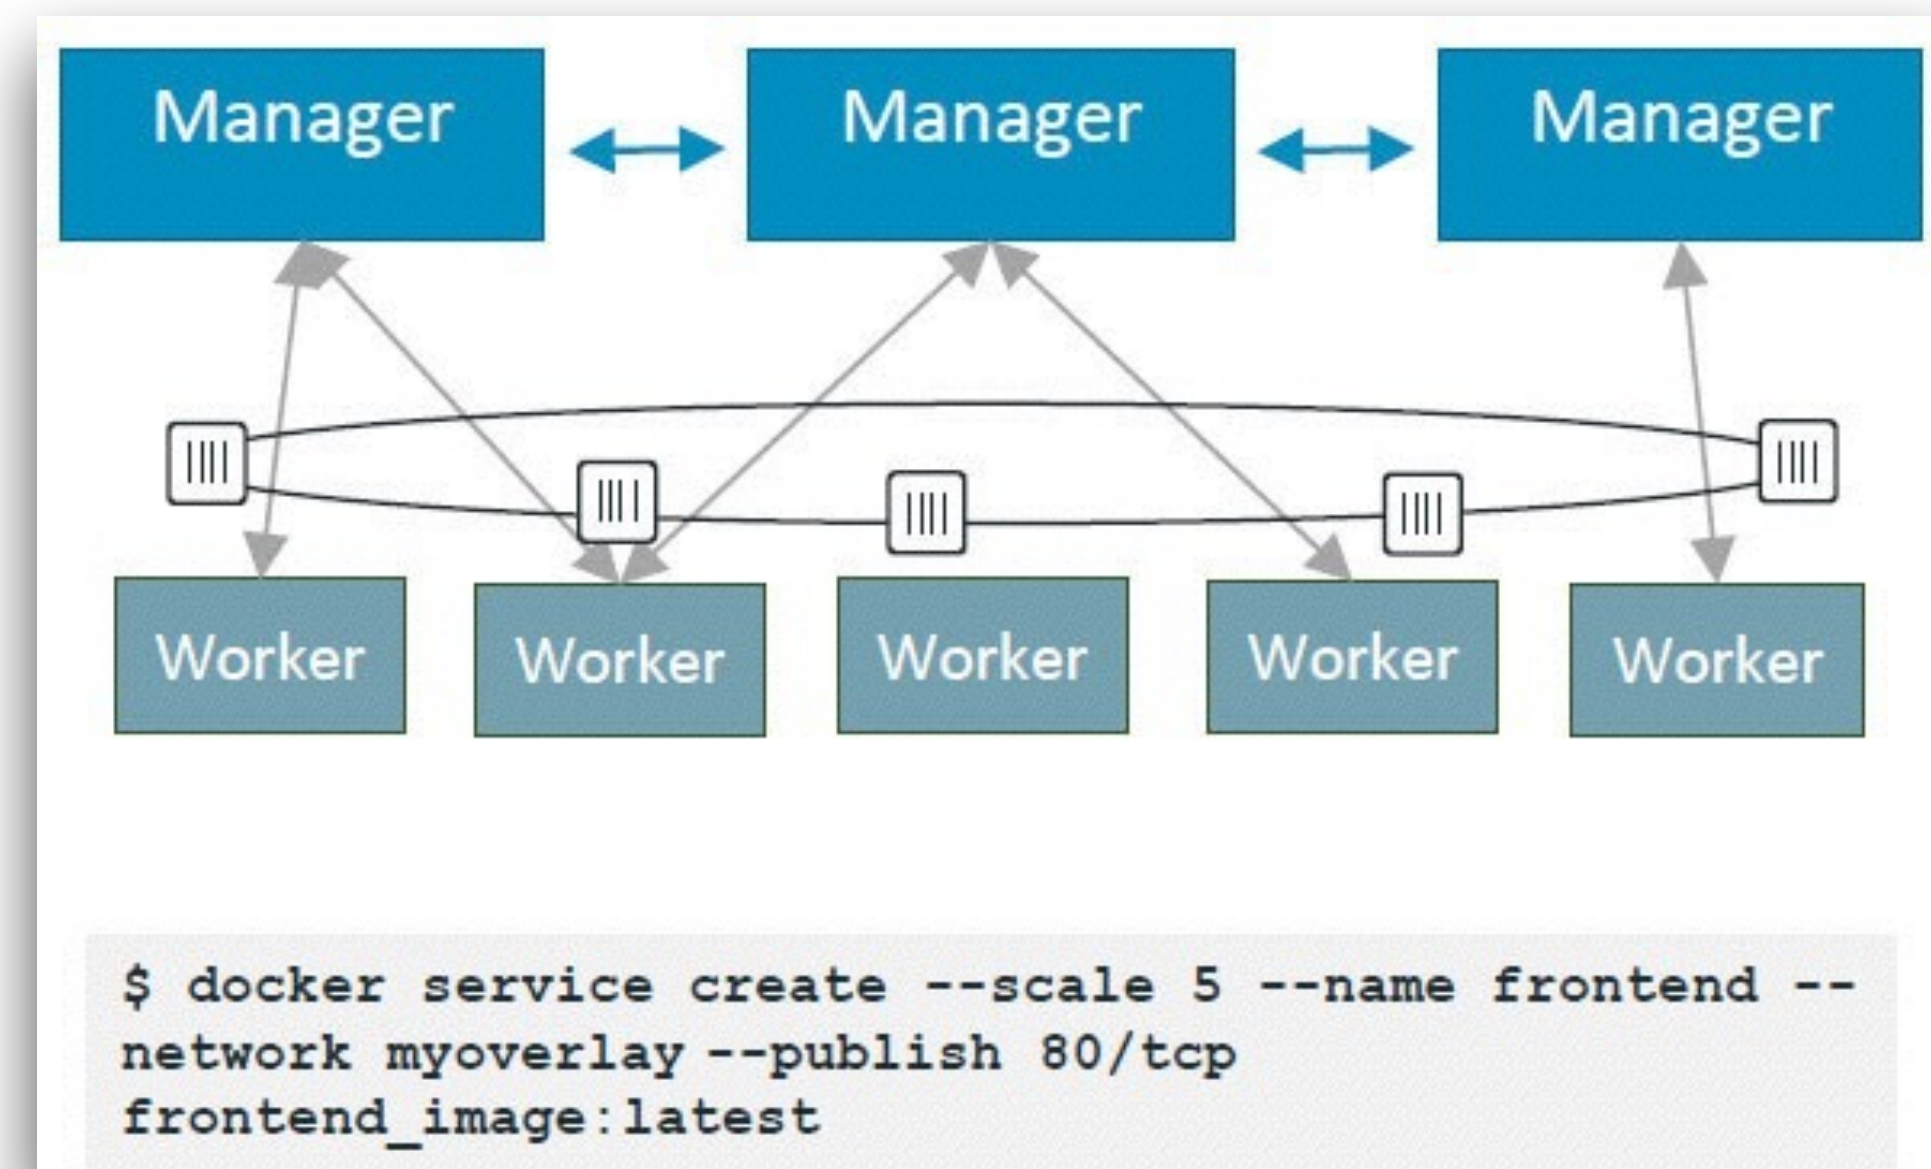 Manager
Manager
Manager
Worker
Worker
Worker
Worker
Worker
$ docker service create --scale 5 --name frontend --
network myoverlay --publish 80/tcp
frontend_image:latest